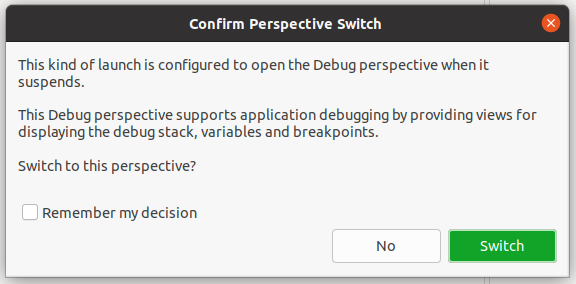 Confirm Perspective Switch
This kind of launch is configured to open the Debug perspective when it
suspends.
This Debug perspective supports application debugging by providing views for
displaying the debug stack, variables and breakpoints.
Switch to this perspective?
Remember my decision
No
Switch